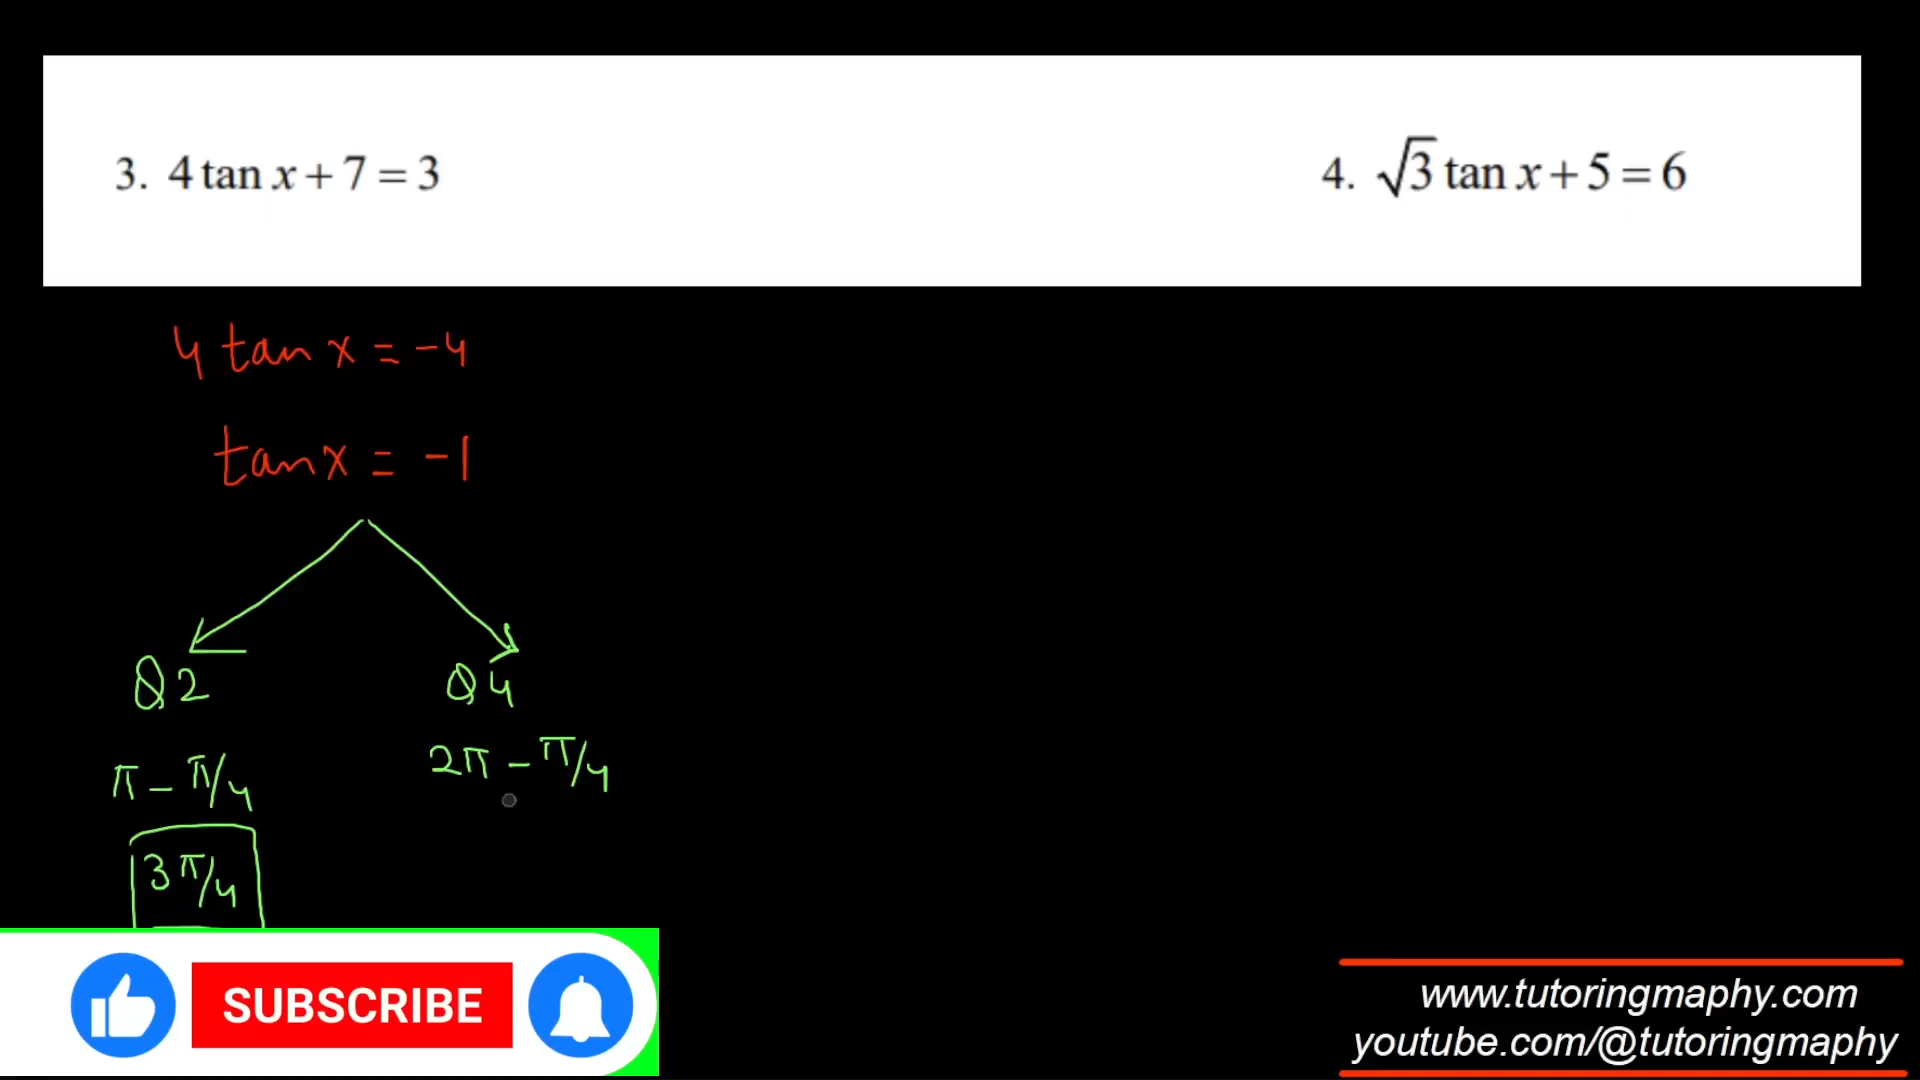 3. 4 tan x + 7 = 3
4. √3 tan x + 5 = 6
4 tan x = -4
tan x = -1
Q2
Q4
π - π/4
2π - π/4
3π/4
SUBSCRIBE
www.tutoringmaphy.com
youtube.com/@tutoringmaphy